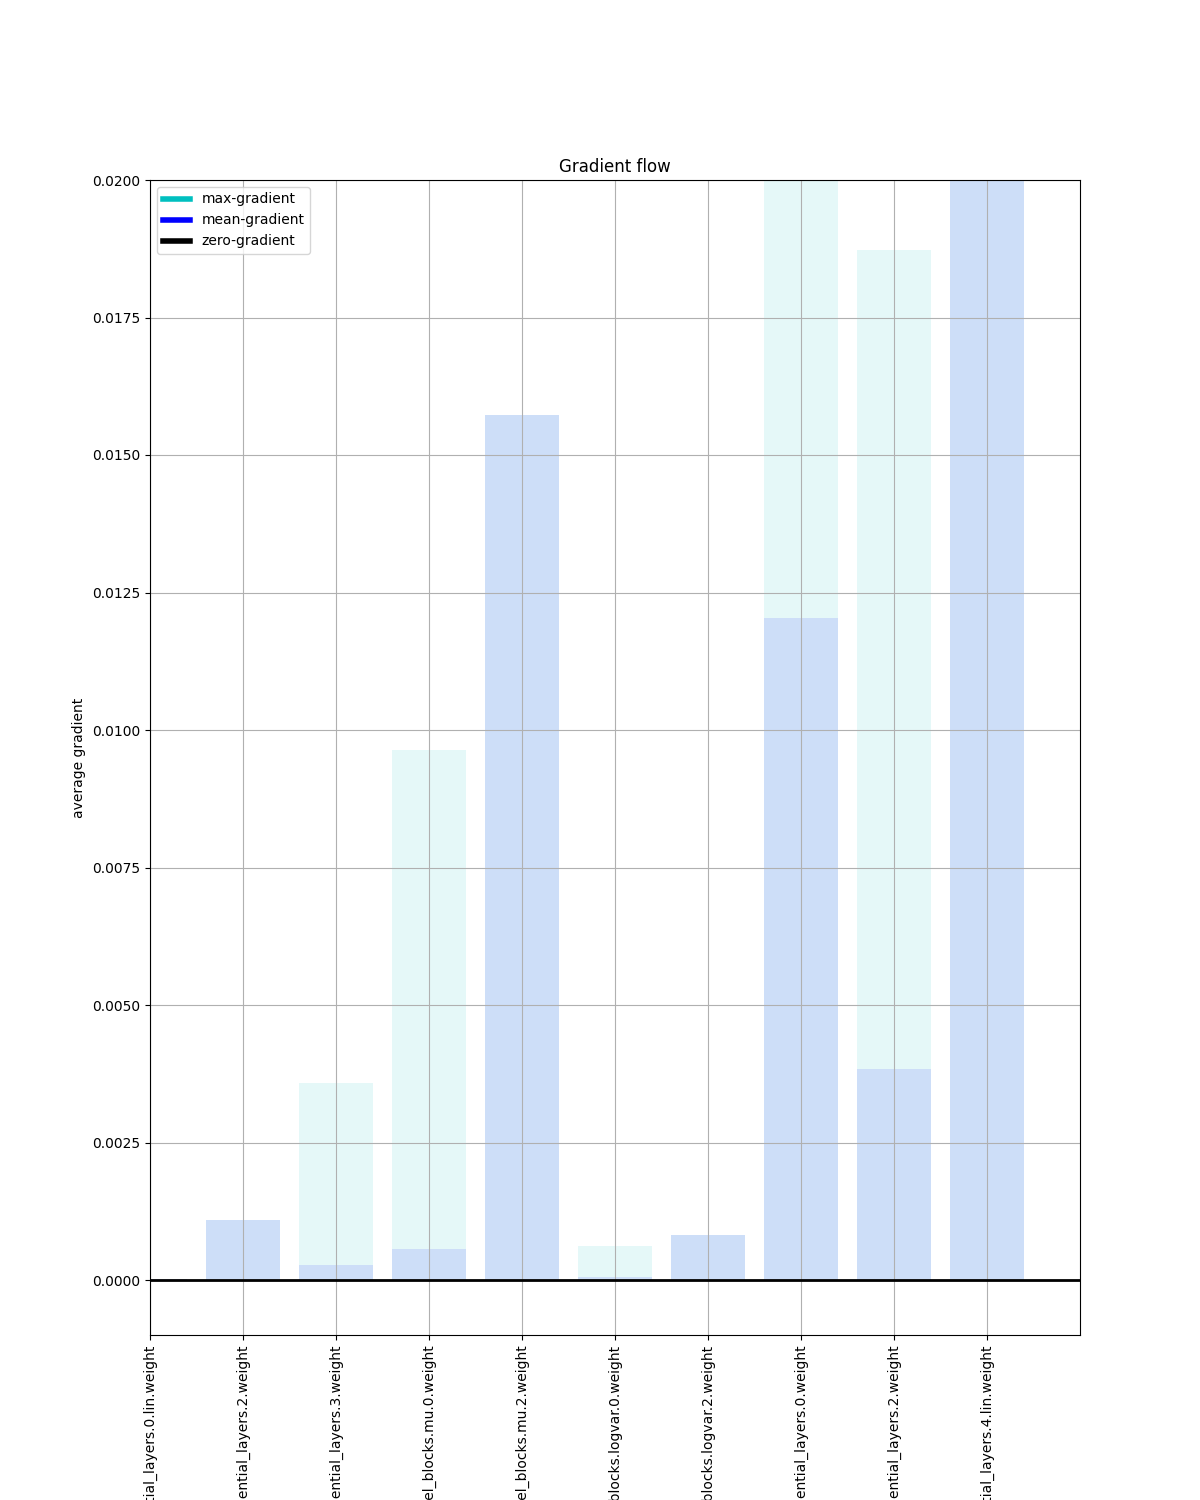 Gradient flow
max-gradient
mean-gradient
zero-gradient
0.0200
0.0175
0.0150
0.0125
0.0100
0.0075
0.0050
0.0025
0.0000
average gradient
tial_layers.0.lin.weight
ential_layers.2.weight
ential_layers.3.weight
el_blocks.mu.0.weight
el_blocks.mu.2.weight
blocks.logvar.0.weight
blocks.logvar.2.weight
ential_layers.0.weight
ential_layers.2.weight
tial_layers.4.lin.weight